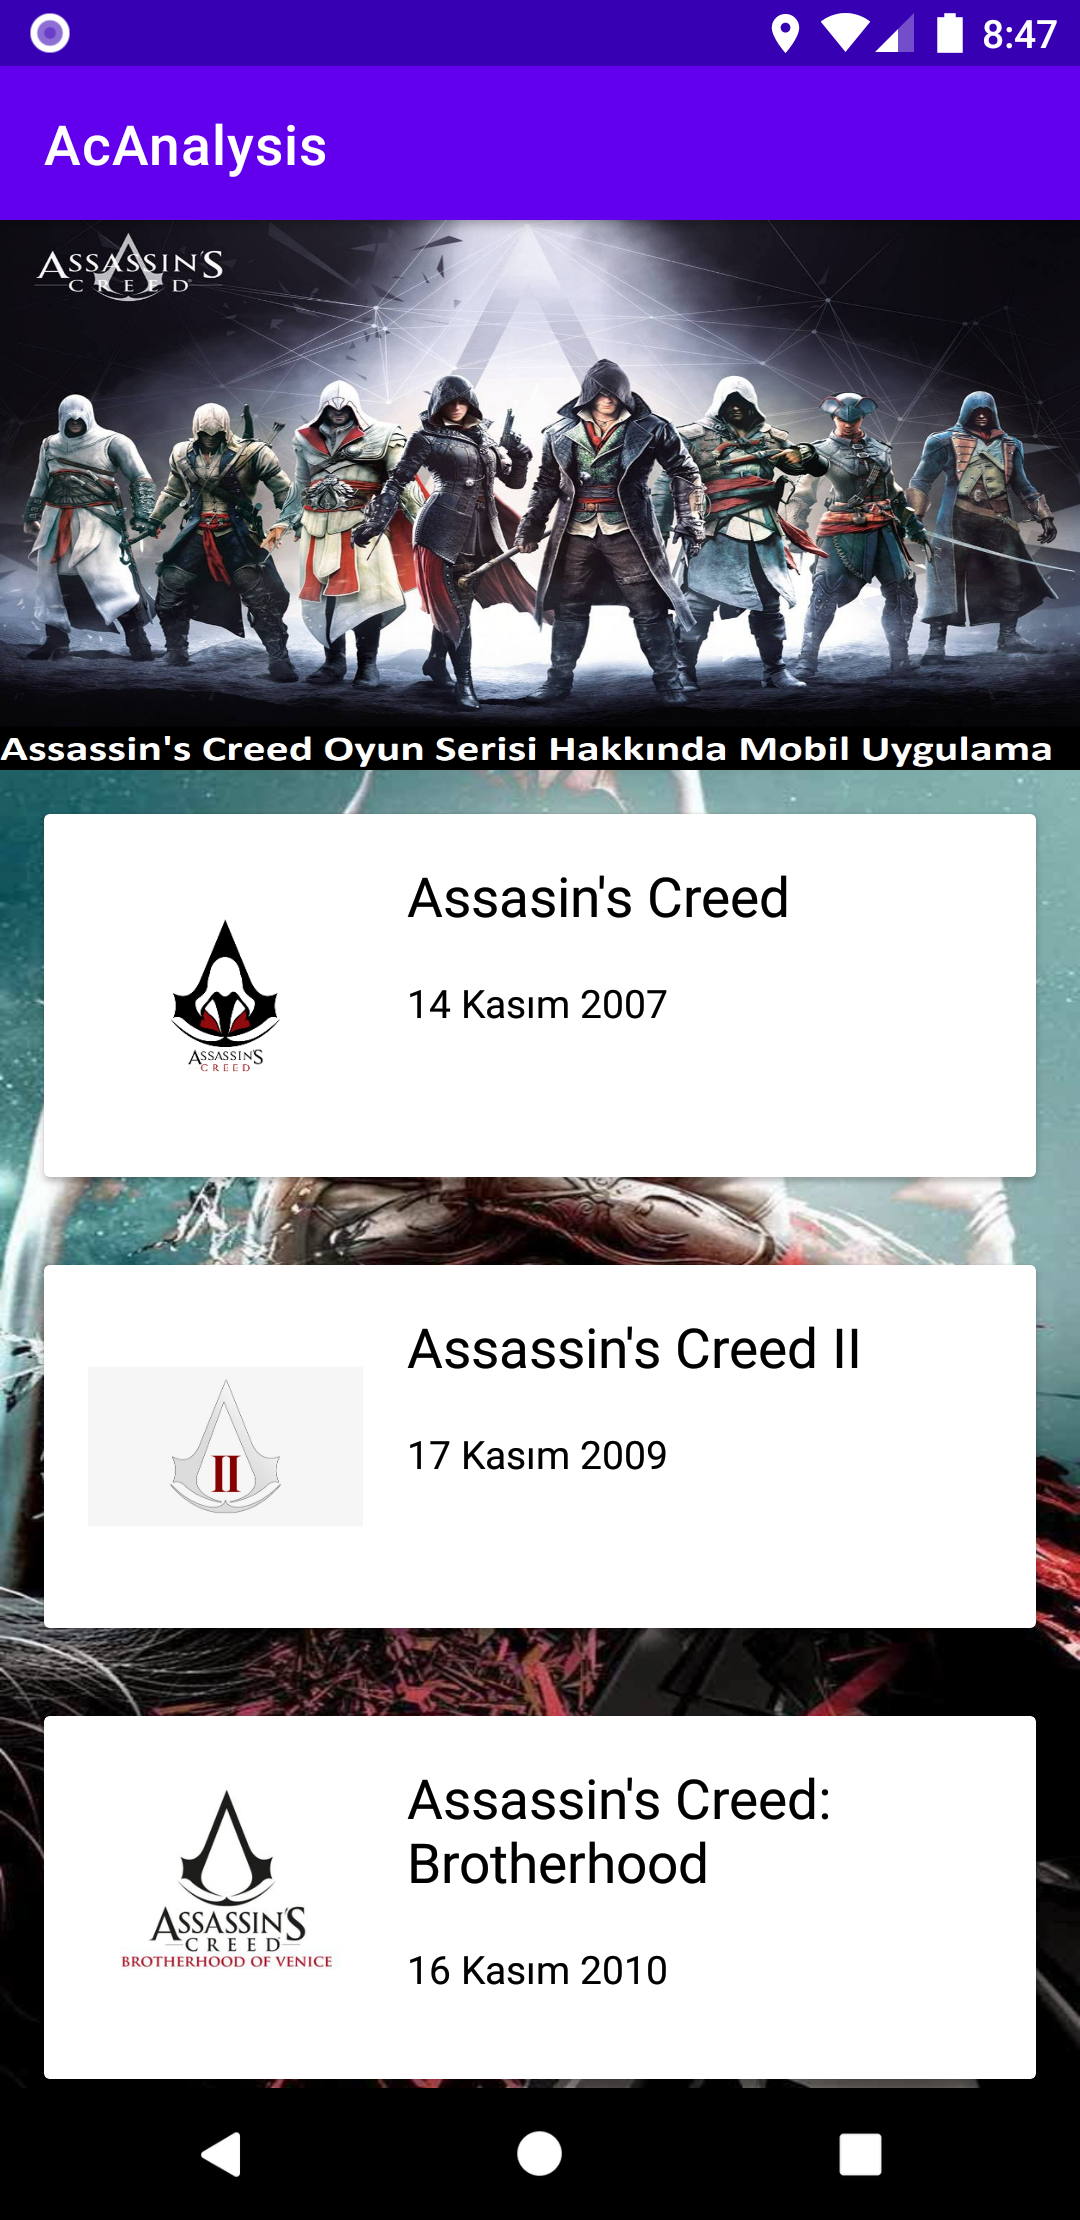 8:47
AcAnalysis
ASSASSIN'S
CREED
Assassin's Creed Oyun Serisi Hakkında Mobil Uygulama
Assasin's Creed
14 Kasım 2007
ASSASSIN'S
CREED
Assassin's Creed II
17 Kasım 2009
II
Assassin's Creed:
Brotherhood
16 Kasım 2010
ASSASSIN'S
CREED
BROTHERHOOD OF VENICE